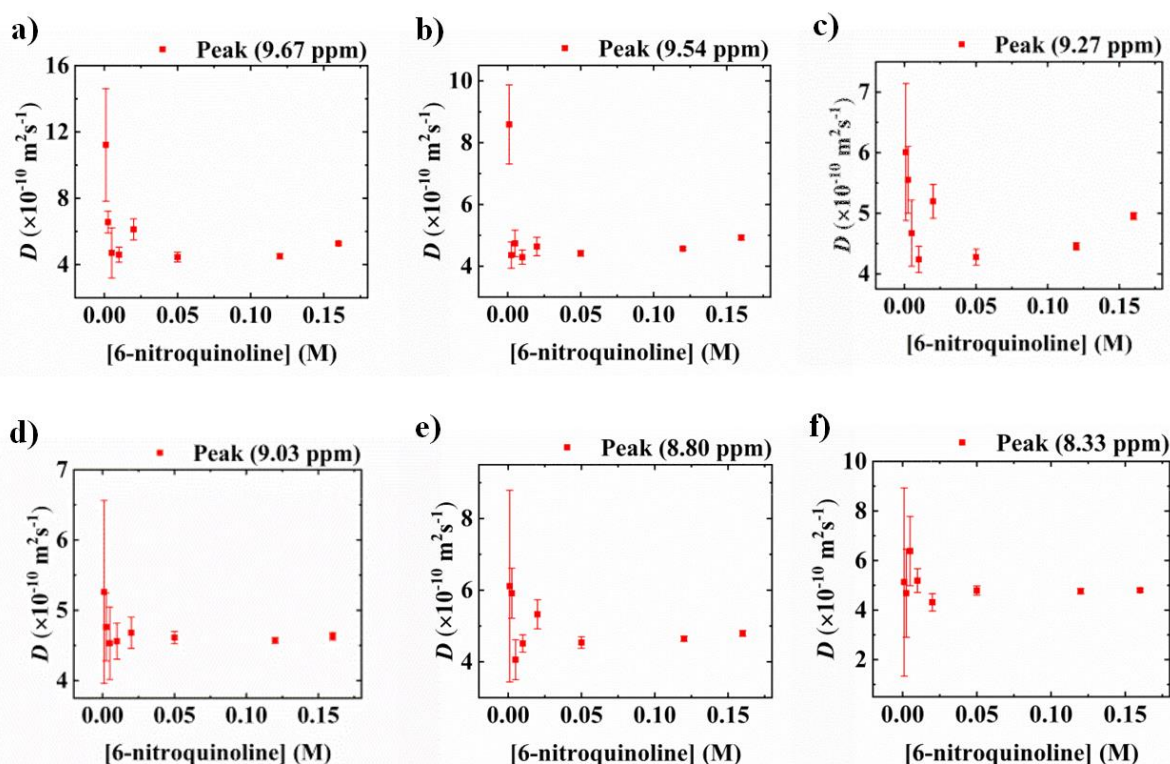 a)
Peak (9.67 ppm)
16
12
8
4
D (×10⁻¹⁰ m²s⁻¹)
0.00 0.05 0.10 0.15
[6-nitroquinoline] (M)
b)
Peak (9.54 ppm)
10
8
6
4
D (×10⁻¹⁰ m²s⁻¹)
0.00 0.05 0.10 0.15
[6-nitroquinoline] (M)
c)
Peak (9.27 ppm)
7
6
5
4
D (×10⁻¹⁰ m²s⁻¹)
0.00 0.05 0.10 0.15
[6-nitroquinoline] (M)
d)
Peak (9.03 ppm)
7
6
5
4
D (×10⁻¹⁰ m²s⁻¹)
0.00 0.05 0.10 0.15
[6-nitroquinoline] (M)
e)
Peak (8.80 ppm)
8
6
4
D (×10⁻¹⁰ m²s⁻¹)
0.00 0.05 0.10 0.15
[6-nitroquinoline] (M)
f)
Peak (8.33 ppm)
10
8
6
4
2
D (×10⁻¹⁰ m²s⁻¹)
0.00 0.05 0.10 0.15
[6-nitroquinoline] (M)